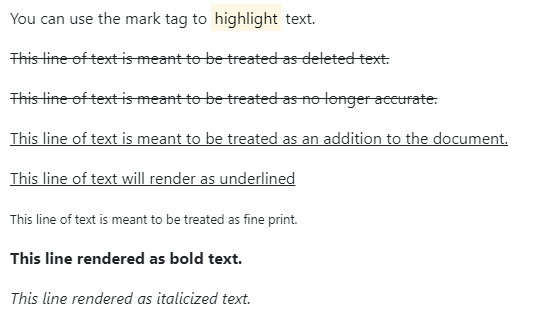 You can use the mark tag to highlight text.
This line of text is meant to be treated as deleted text.
This line of text is meant to be treated as no longer accurate.
This line of text is meant to be treated as an addition to the document.
This line of text will render as underlined
This line of text is meant to be treated as fine print.
This line rendered as bold text.
This line rendered as italicized text.